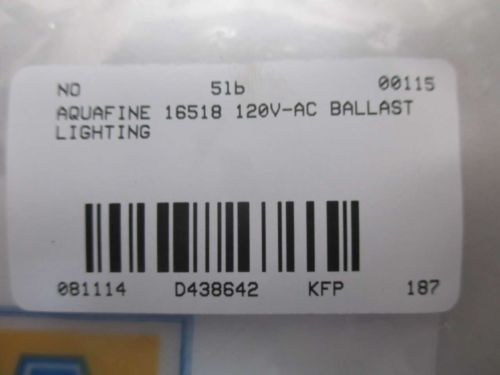 NO 5lb 00115
AQUAFINE 16518 120V-AC BALLAST
LIGHTING
081114 D438642 KFP 187